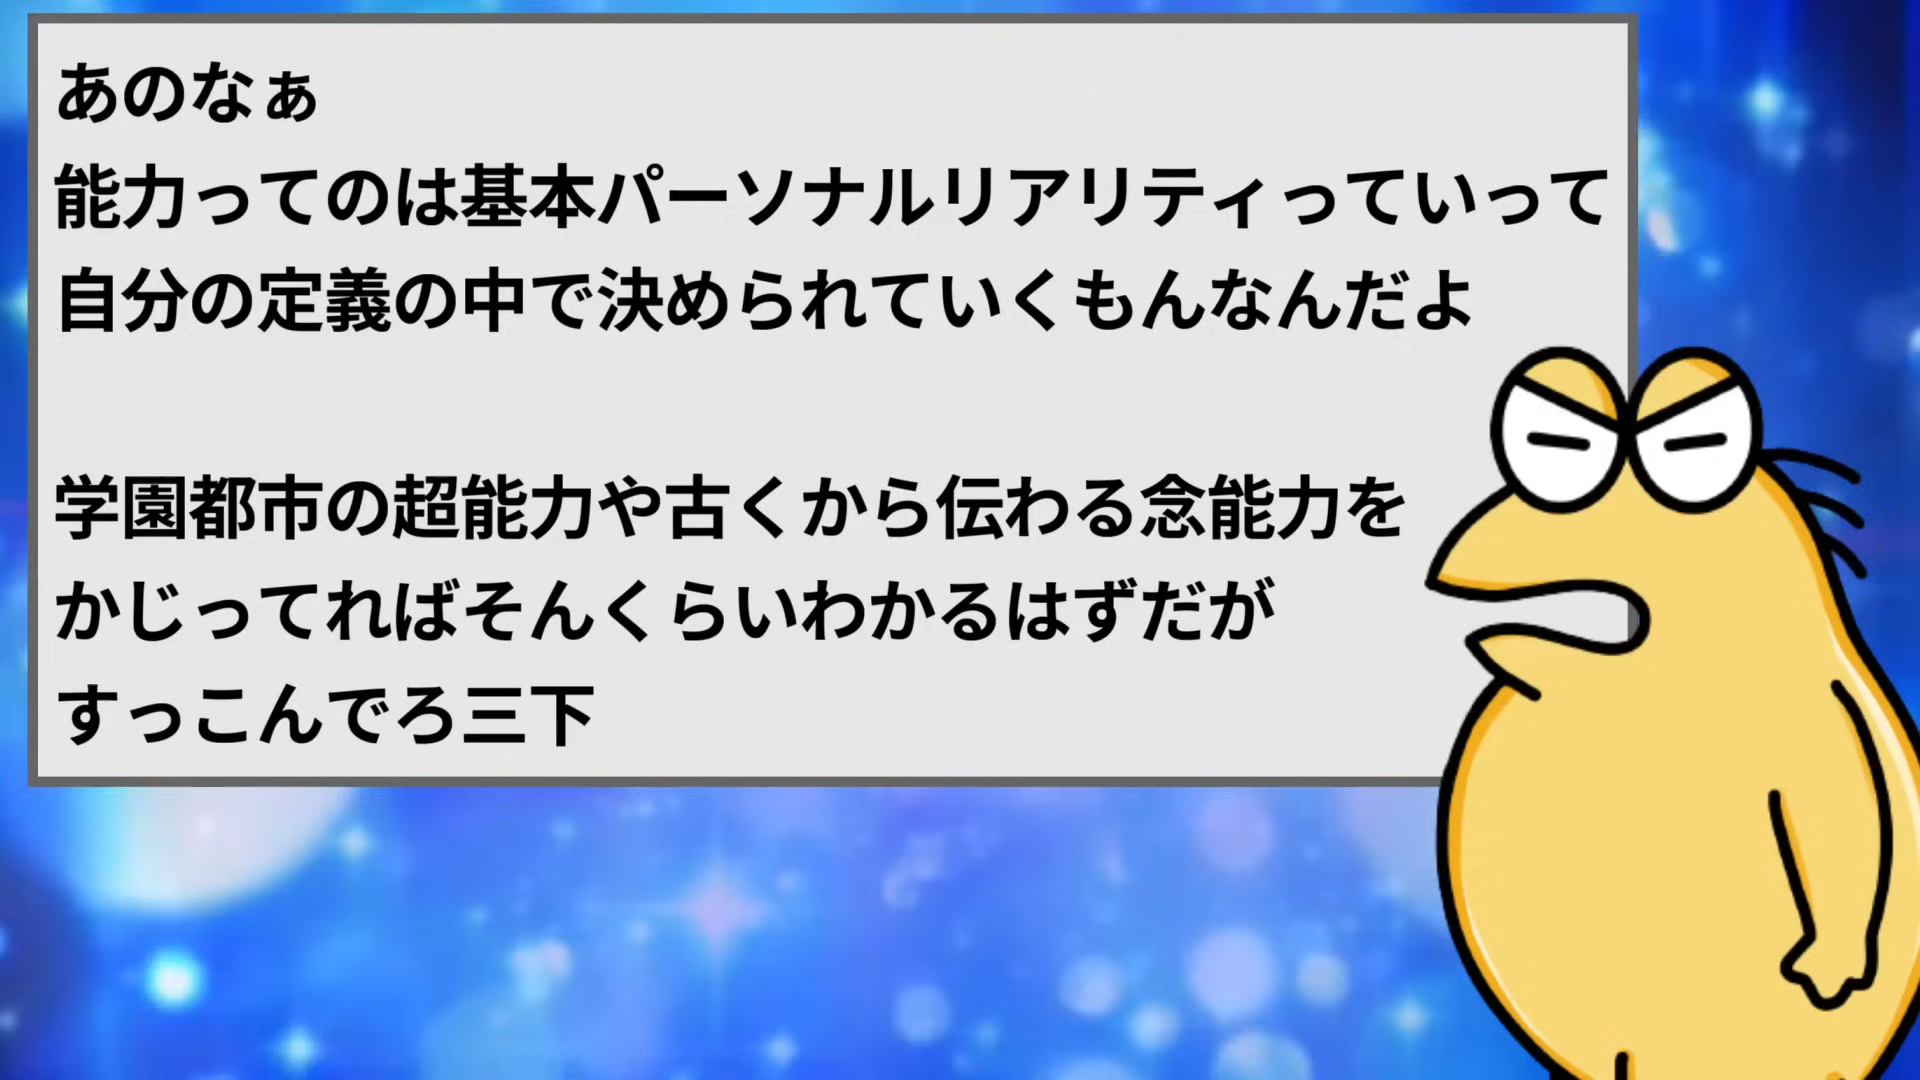 あのなぁ
能力ってのは基本パーソナルリアリティっていって
自分の定義の中で決められていくもんなんだよ
学園都市の超能力や古くから伝わる念能力を
かじってればそんくらいわかるはずだが
すっこんでろ三下